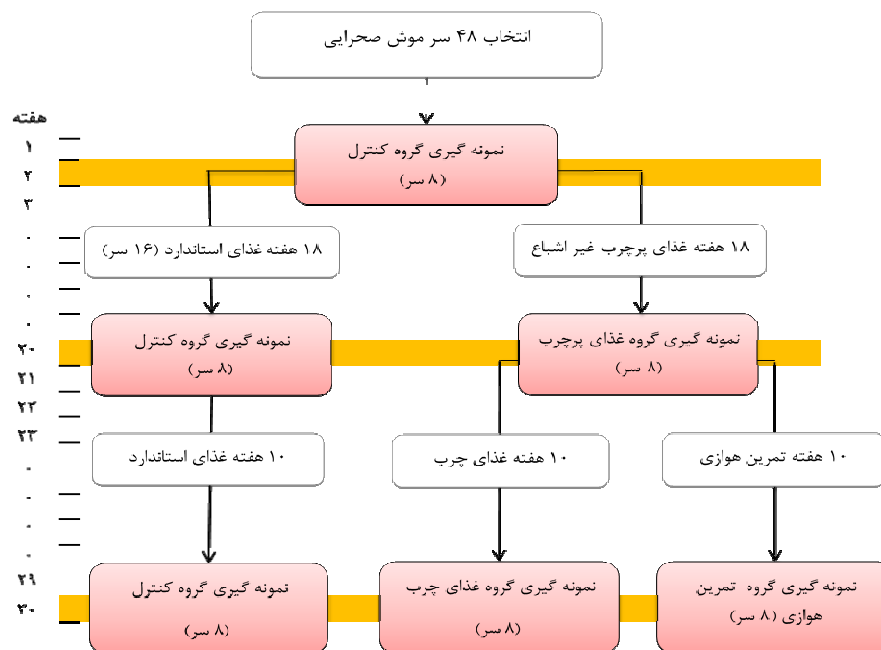 انتخاب ۴۸ سر موش صحرایی
هفته
۱
۲
۳
نمونه گیری گروه کنترل
(۸ سر)
۱۸ هفته غذای استاندارد (۱۶ سر)
۱۸ هفته غذای پرچرب غیر اشباع
۲۰
۲۱
۲۲
۲۳
نمونه گیری گروه کنترل
(۸ سر)
نمونه گیری گروه غذای پرچرب
(۸ سر)
۱۰ هفته غذای استاندارد
۱۰ هفته غذای چرب
۱۰ هفته تمرین هوازی
۲۹
۳۰
نمونه گیری گروه کنترل
(۸ سر)
نمونه گیری گروه غذای چرب
(۸ سر)
نمونه گیری گروه تمرین
هوازی (۸ سر)